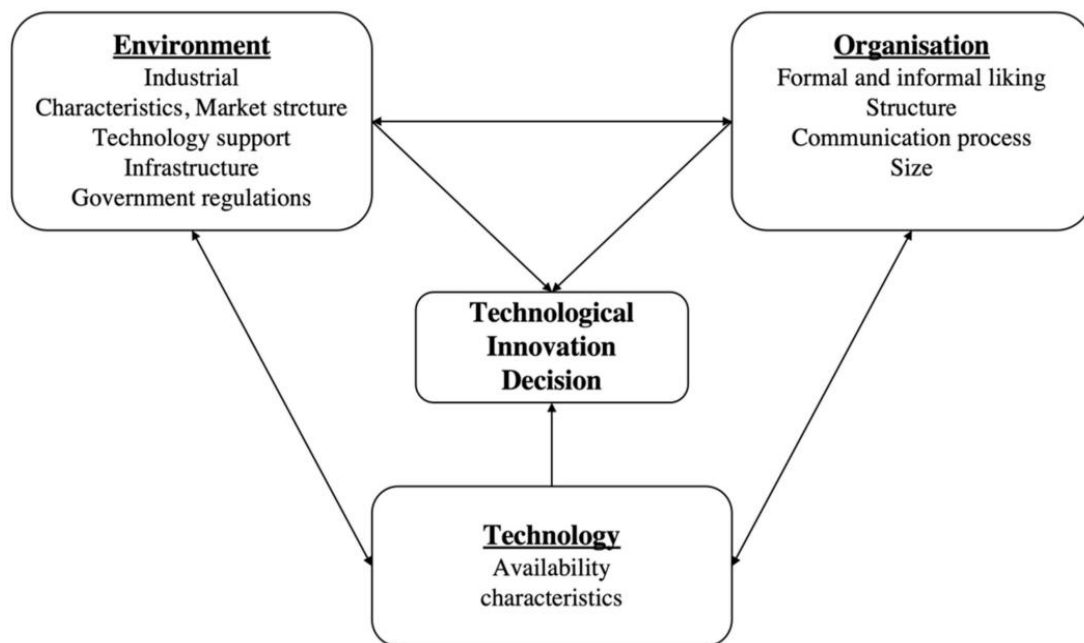 Environment
Industrial
Characteristics, Market strcture
Technology support
Infrastructure
Government regulations
Organisation
Formal and informal liking
Structure
Communication process
Size
Technological
Innovation
Decision
Technology
Availability
characteristics